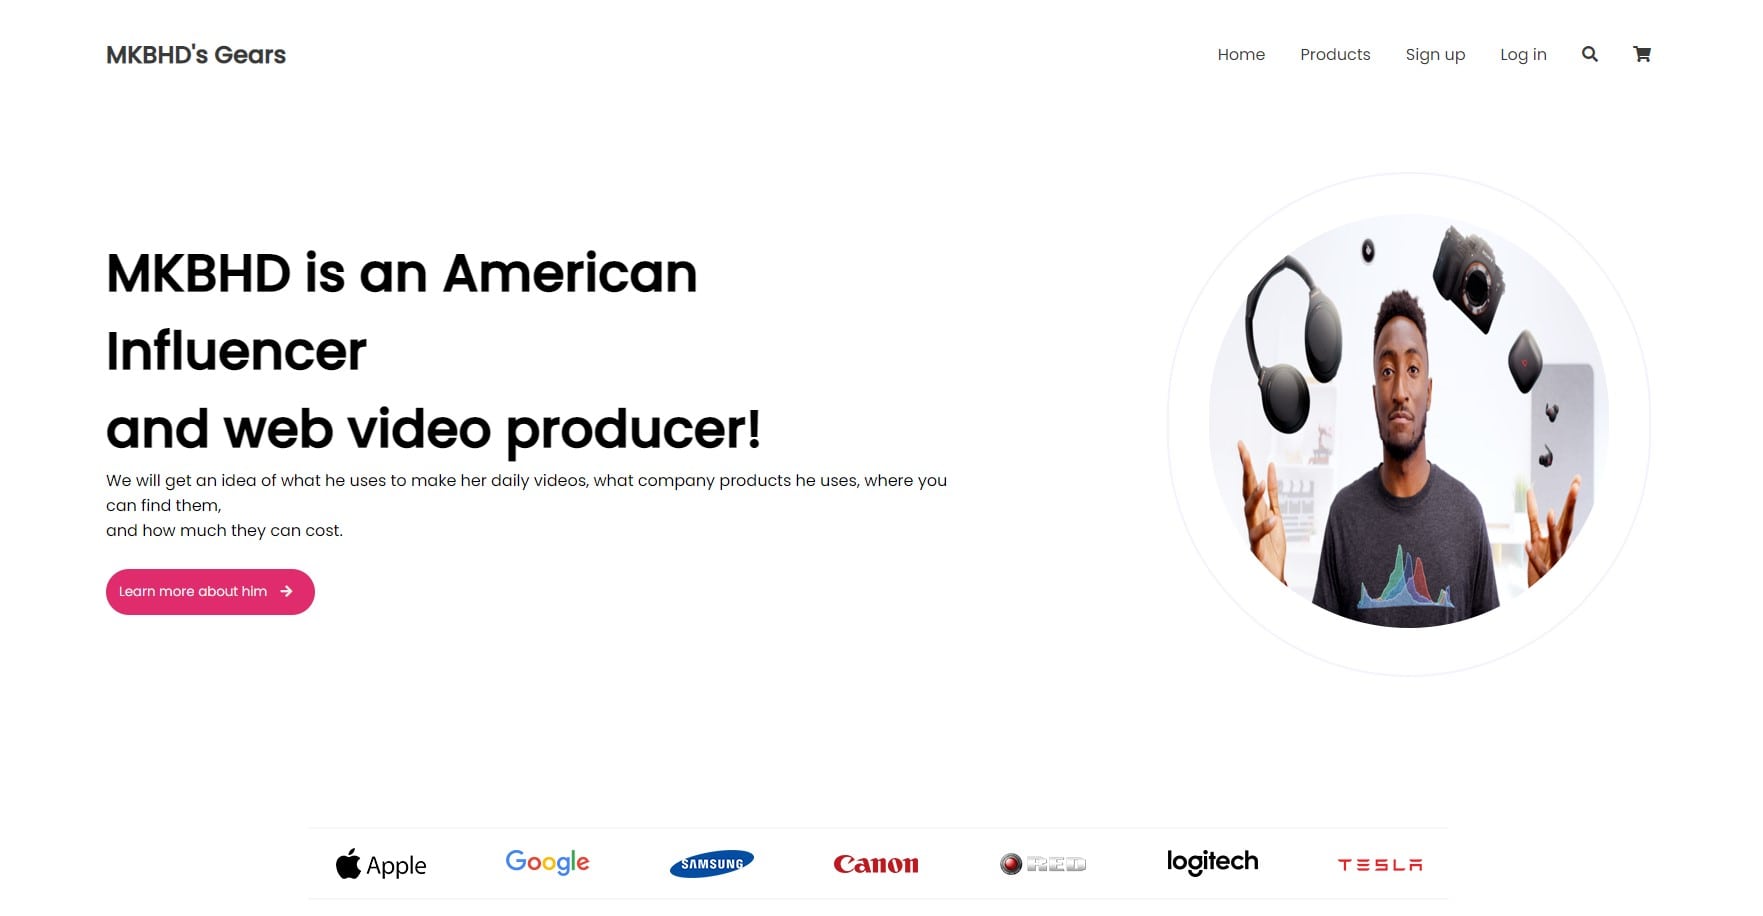 MKBHD's Gears
Home
Products
Sign up
Log in
MKBHD is an American
Influencer
and web video producer!
We will get an idea of what he uses to make her daily videos, what company products he uses, where you
can find them,
and how much they can cost.
Learn more about him
Apple
Google
SAMSUNG
Canon
RED
logitech
TESLA